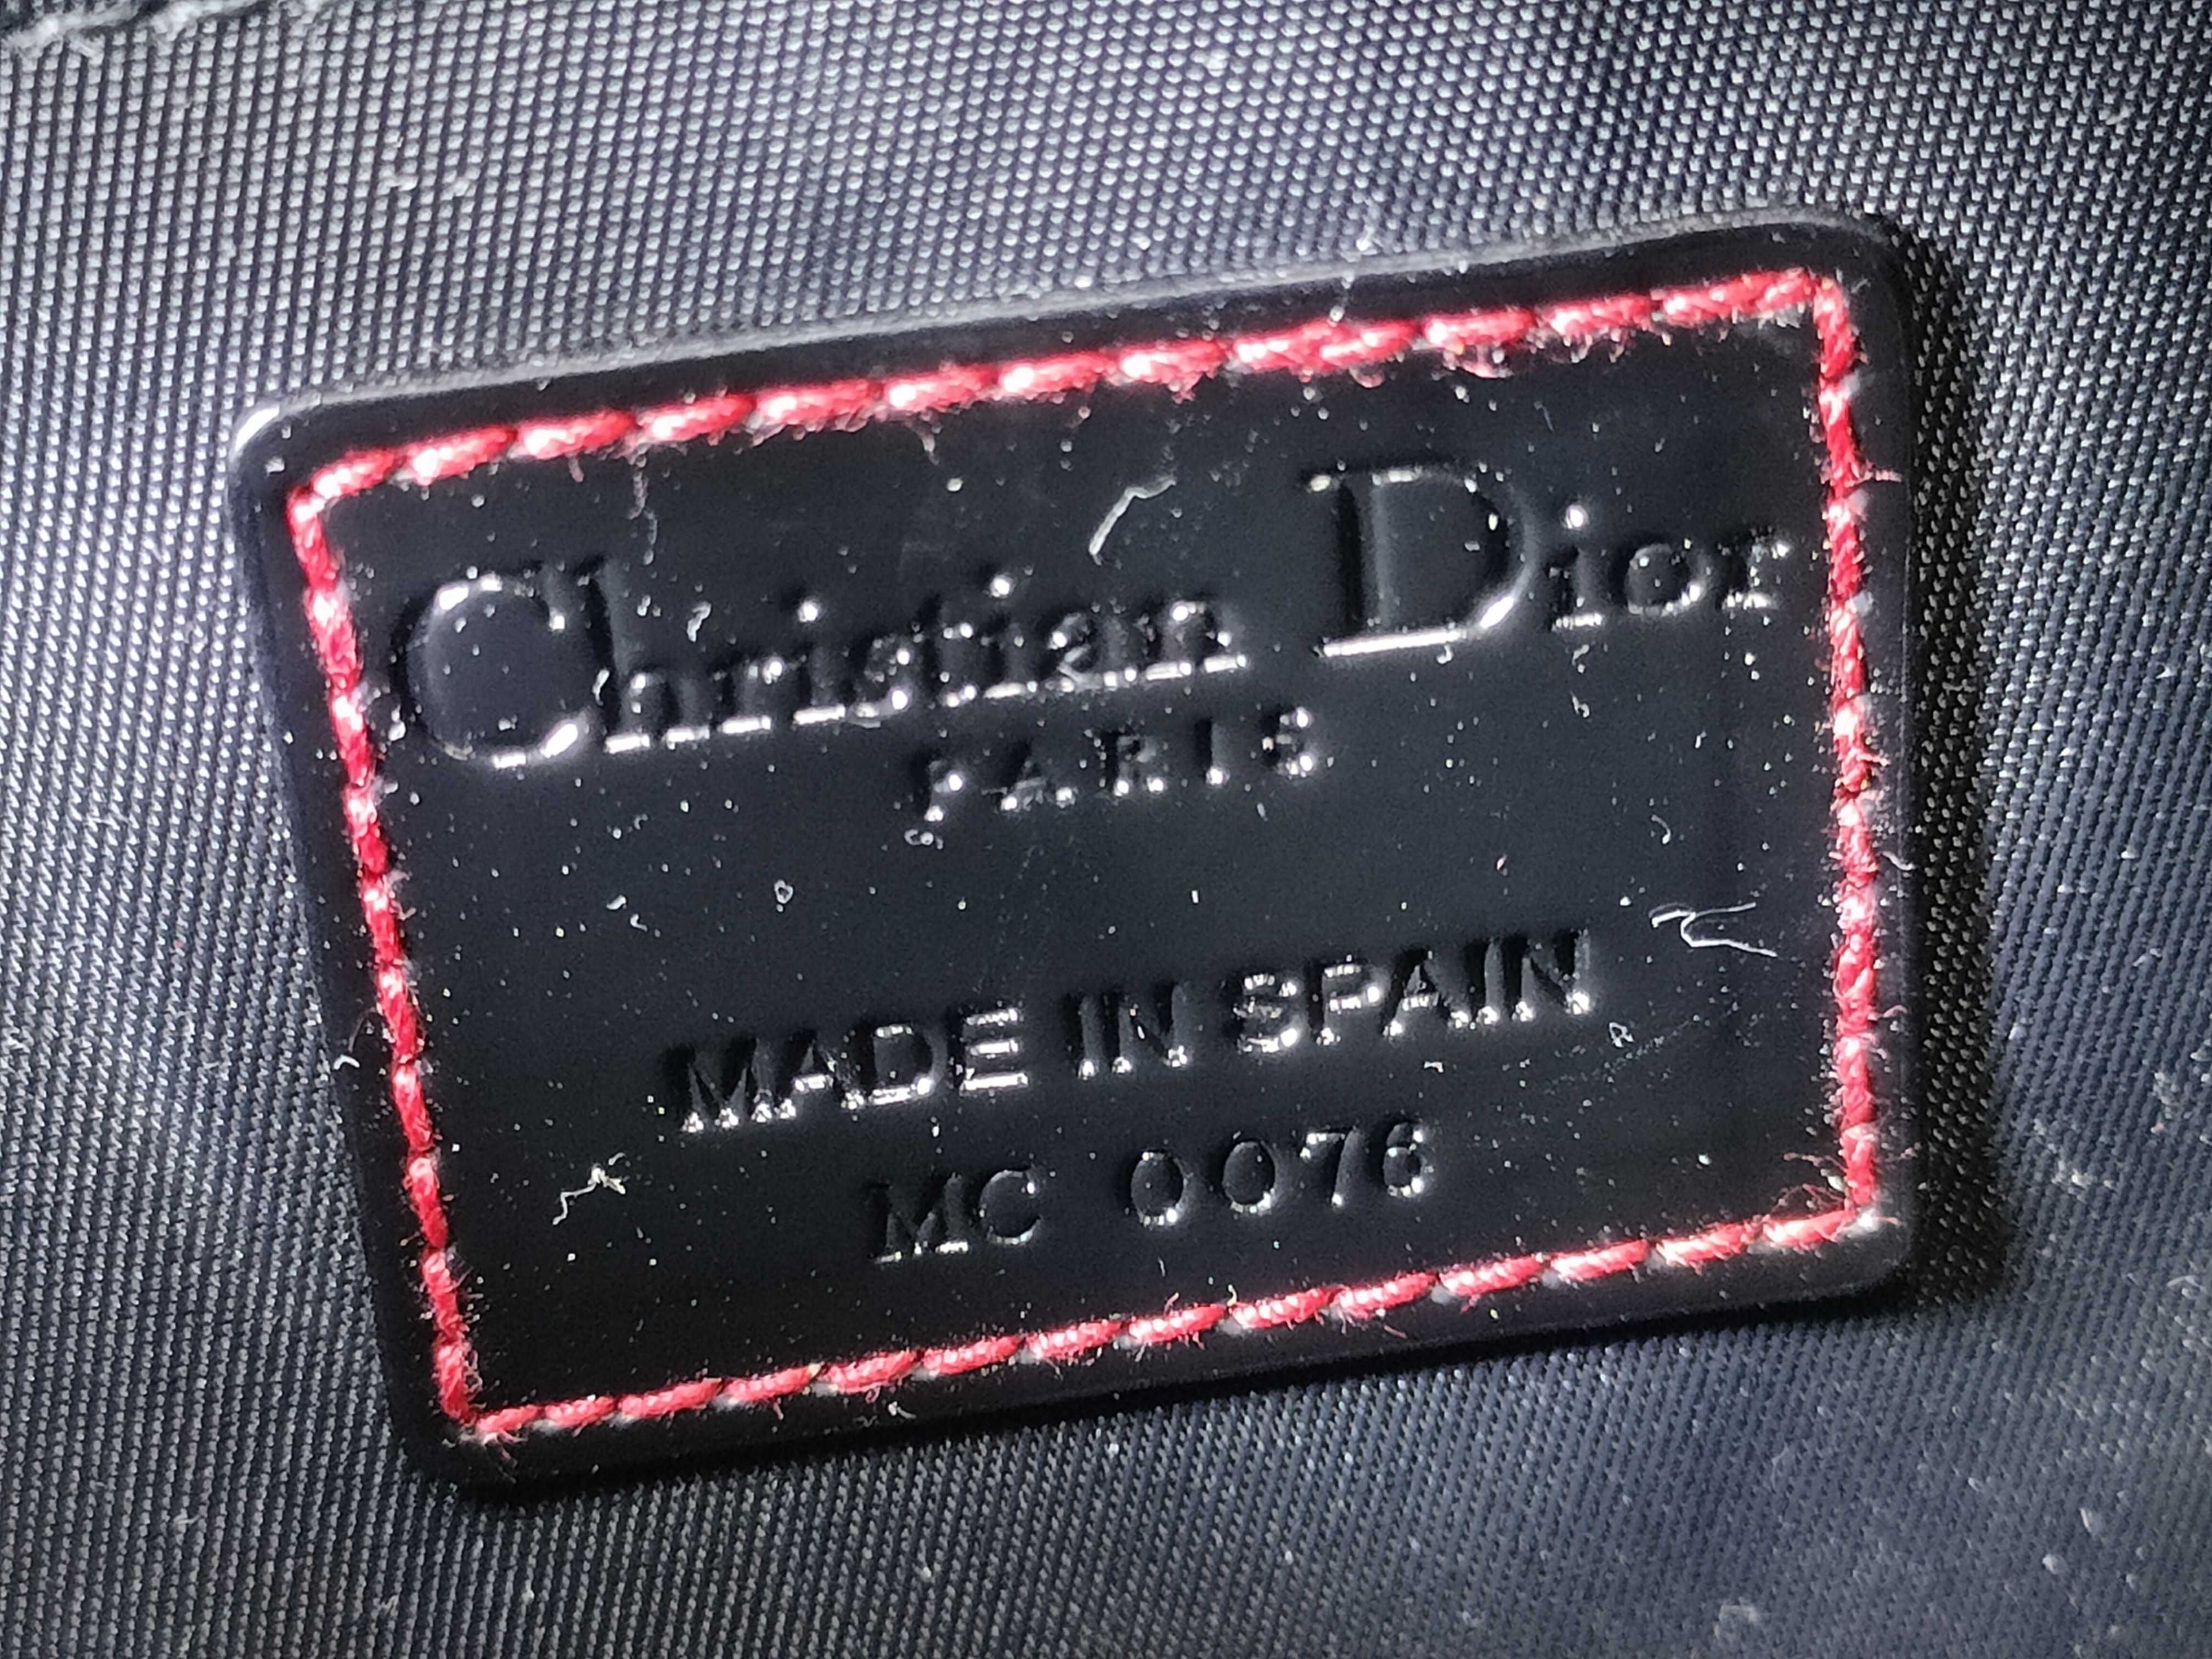 Christian Dior
PARIS
MADE IN SPAIN
MC 0076